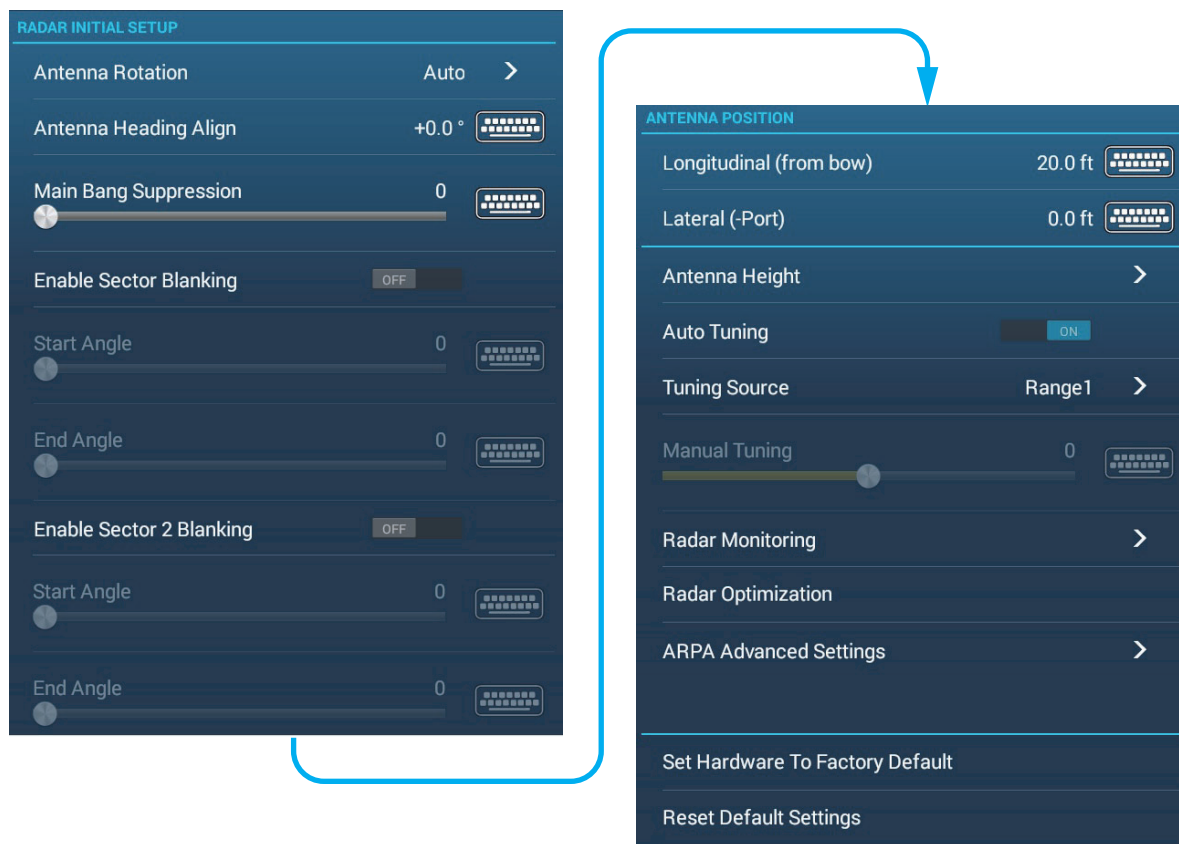 RADAR INITIAL SETUP
Antenna Rotation Auto >
Antenna Heading Align +0.0 °
Main Bang Suppression 0
Enable Sector Blanking OFF
Start Angle 0
End Angle 0
Enable Sector 2 Blanking OFF
Start Angle 0
End Angle 0
ANTENNA POSITION
Longitudinal (from bow) 20.0 ft
Lateral (-Port) 0.0 ft
Antenna Height >
Auto Tuning ON
Tuning Source Range1 >
Manual Tuning 0
Radar Monitoring >
Radar Optimization
ARPA Advanced Settings >
Set Hardware To Factory Default
Reset Default Settings